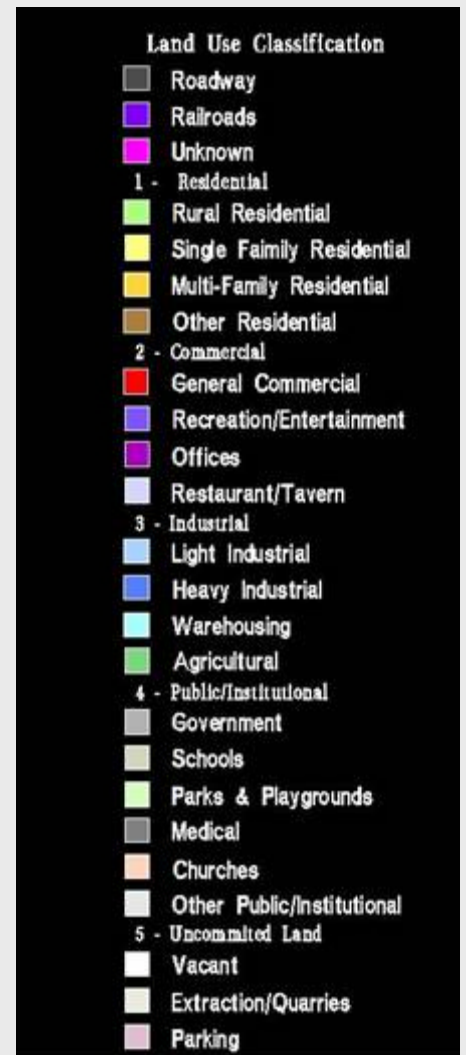 Land Use Classification
Roadway
Railroads
Unknown
1 - Residential
Rural Residential
Single Faimily Residential
Multi-Family Residential
Other Residential
2 - Commercial
General Commercial
Recreation/Entertainment
Offices
Restaurant/Tavern
3 - Industrial
Light Industrial
Heavy Industrial
Warehousing
Agricultural
4 - Public/Institutional
Government
Schools
Parks & Playgrounds
Medical
Churches
Other Public/Institutional
5 - Uncommited Land
Vacant
Extraction/Quarries
Parking